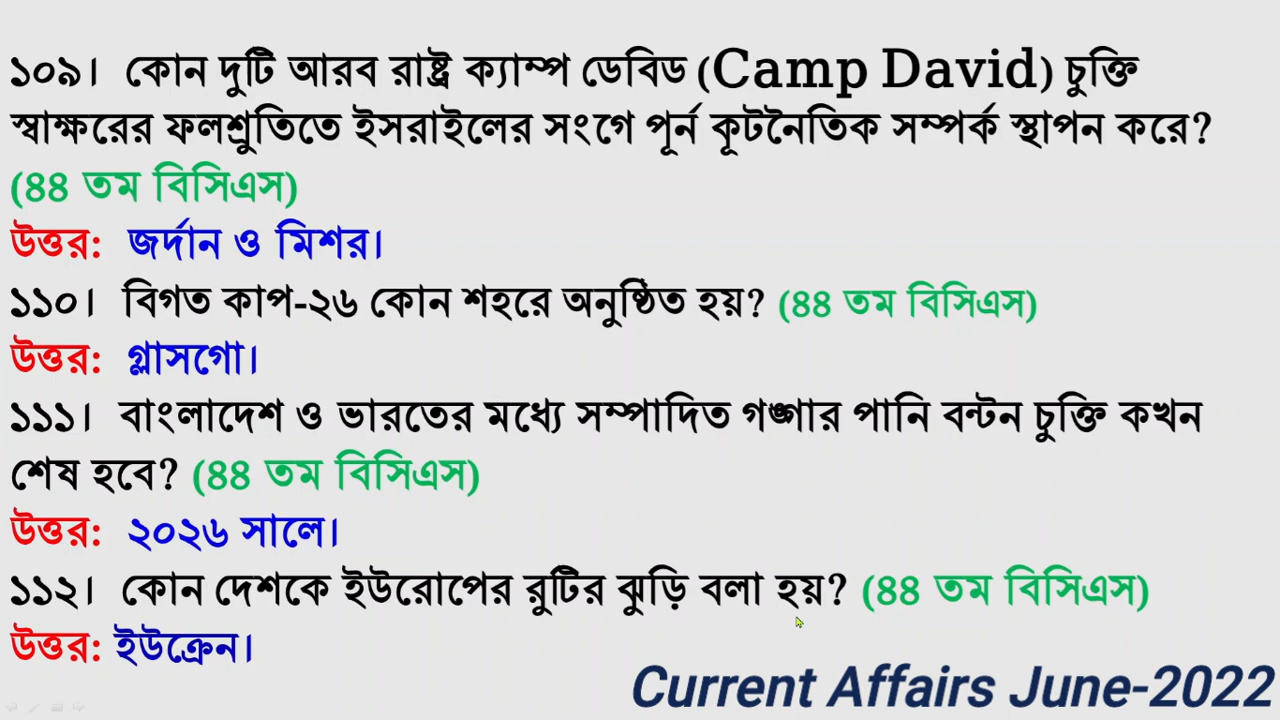 ১০৯। কোন দুটি আরব রাষ্ট্র ক্যাম্প ডেবিড (Camp David) চুক্তি
স্বাক্ষরের ফলশ্রুতিতে ইসরাইলের সংগে পূর্ন কূটনৈতিক সম্পর্ক স্থাপন করে?
(৪৪ তম বিসিএস)
উত্তর: জর্দান ও মিশর।
১১০। বিগত কাপ-২৬ কোন শহরে অনুষ্ঠিত হয়? (৪৪ তম বিসিএস)
উত্তর: গ্লাসগো।
১১১। বাংলাদেশ ও ভারতের মধ্যে সম্পাদিত গঙ্গার পানি বন্টন চুক্তি কখন
শেষ হবে? (৪৪ তম বিসিএস)
উত্তর: ২০২৬ সালে।
১১২। কোন দেশকে ইউরোপের রুটির ঝুড়ি বলা হয়? (৪৪ তম বিসিএস)
উত্তর: ইউক্রেন।
Current Affairs June-2022